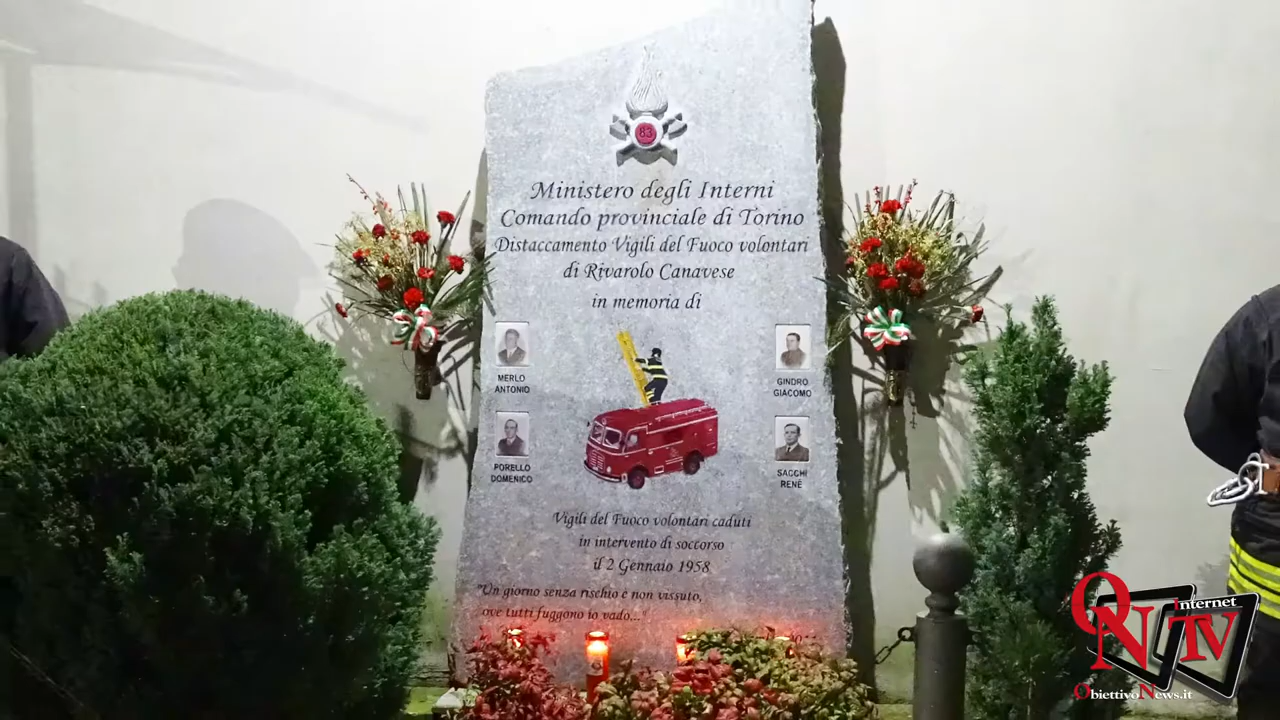 83
Ministero degli Interni
Comando provinciale di Torino
Distaccamento Vigili del Fuoco volontari
di Rivarolo Canavese
in memoria di
MERLO
ANTONIO
GINDRO
GIACOMO
PORELLO
DOMENICO
SACCHI
RENÈ
Vigili del Fuoco volontari caduti
in intervento di soccorso
il 2 Gennaio 1958
"Un giorno senza rischio è non vissuto,
ove tutti fuggono io vado..."
ON Internet
TV
ObiettivoNews.it